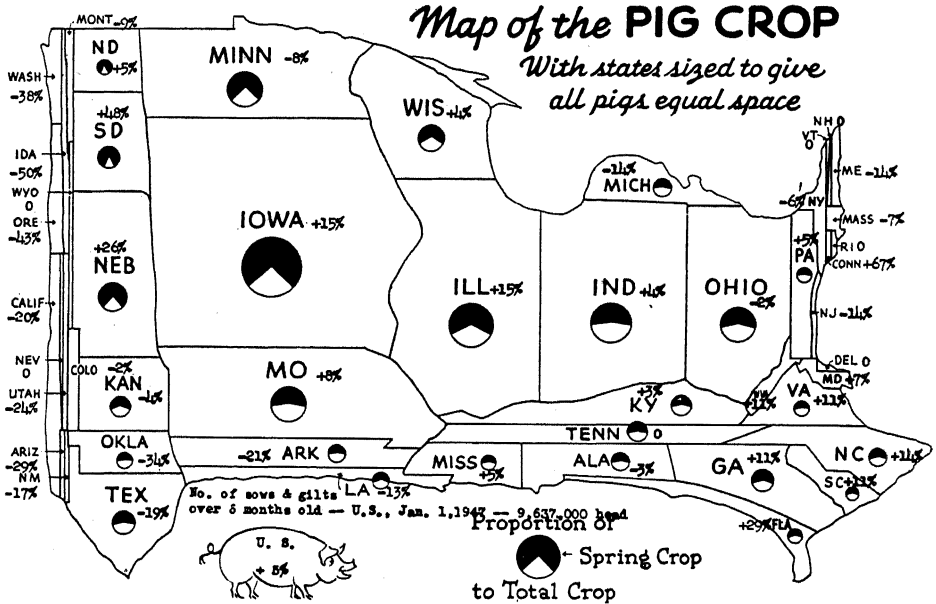 Map of the PIG CROP
With states sized to give
all pigs equal space
MONT -9%
ND
+5%
MINN -8%
WASH
-38%
WIS +4%
+48%
SD
IDA
-50%
WYO
0
ORE
-43%
IOWA +15%
+26%
NEB
CALIF
-20%
NEV
0
UTAH
-24%
COLO -2%
KAN
-4%
MO
+8%
ILL +15%
IND +4%
OHIO
-2%
-14%
MICH
NH 0
VT
0
ME -14%
-6% NY
MASS -7%
+5%
PA
RI 0
CONN +67%
NJ -14%
DEL 0
MD +7%
VA
+11%
WV
+11%
+3%
KY
TENN 0
ARIZ
-29%
NM
-17%
OKLA
-34%
-21% ARK
MISS
+5%
ALA
-3%
GA
+11%
NC
+14%
SC +11%
TEX
-19%
LA -13%
+29% FLA
No. of sows & gilts
over 6 months old -- U.S., Jan. 1, 1947 -- 9,637,000 head
U. S.
+ 5%
Proportion of
← Spring Crop
to Total Crop